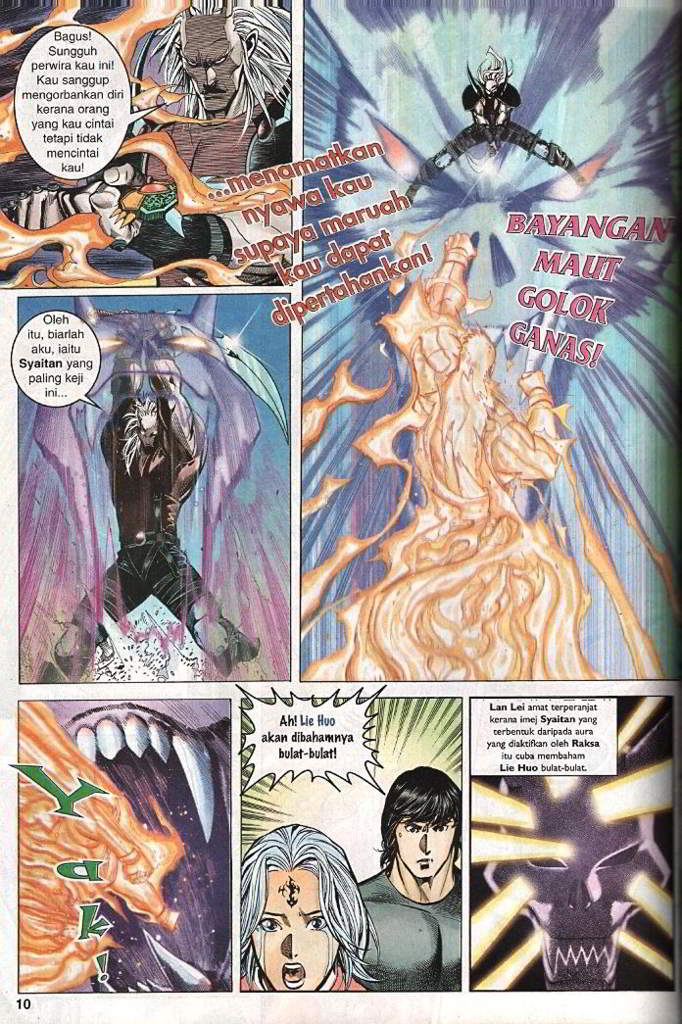 Bagus!
Sungguh
perwira kau ini!
Kau sanggup
mengorbankan diri
kerana orang
yang kau cintai
tetapi tidak
mencintai
kau!
Oleh
itu, biarlah
aku, iaitu
Syaitan yang
paling keji
ini...
...menamatkan
nyawa kau
supaya maruah
kau dapat
dipertahankan!
BAYANGAN
MAUT
GOLOK
GANAS!
Yak!
Ah! Lie Huo
akan dibahamnya
bulat-bulat!
Lan Lei amat terperanjat
kerana imej Syaitan yang
terbentuk daripada aura
yang diaktifkan oleh Raksa
itu cuba membaham
Lie Huo bulat-bulat.
10